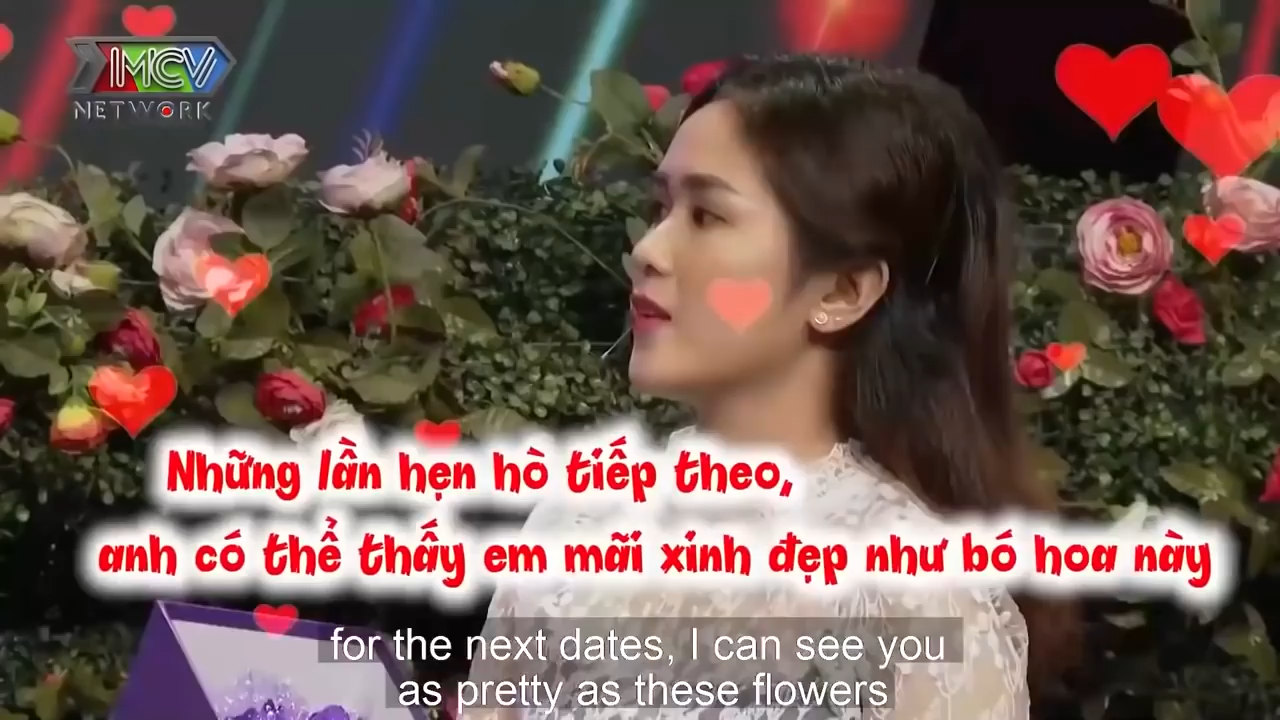 MCV
NETWORK
Những lần hẹn hò tiếp theo,
anh có thể thấy em mãi xinh đẹp như bó hoa này
for the next dates, I can see you
as pretty as these flowers